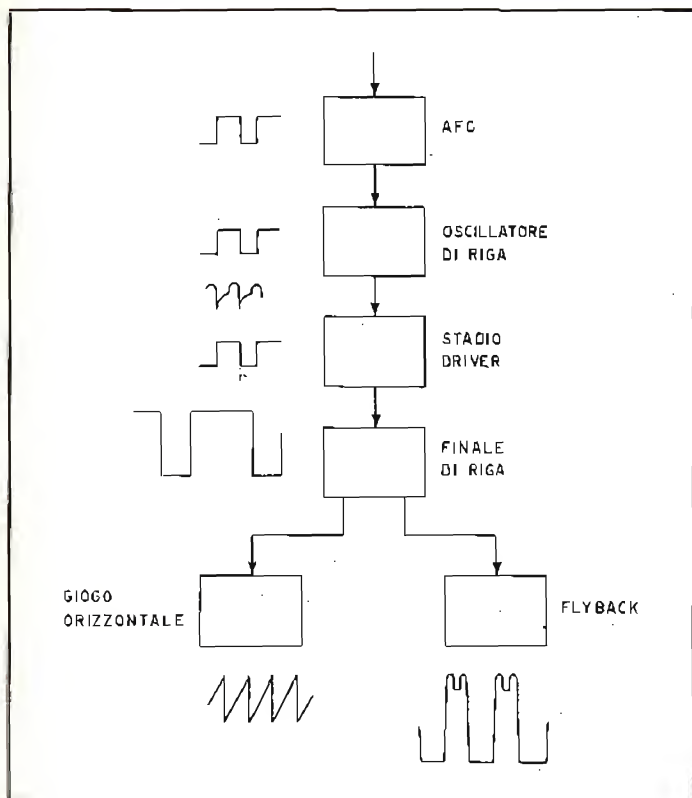 AFC
OSCILLATORE
DI RIGA
STADIO
DRIVER
FINALE
DI RIGA
GIOGO
ORIZZONTALE
FLYBACK